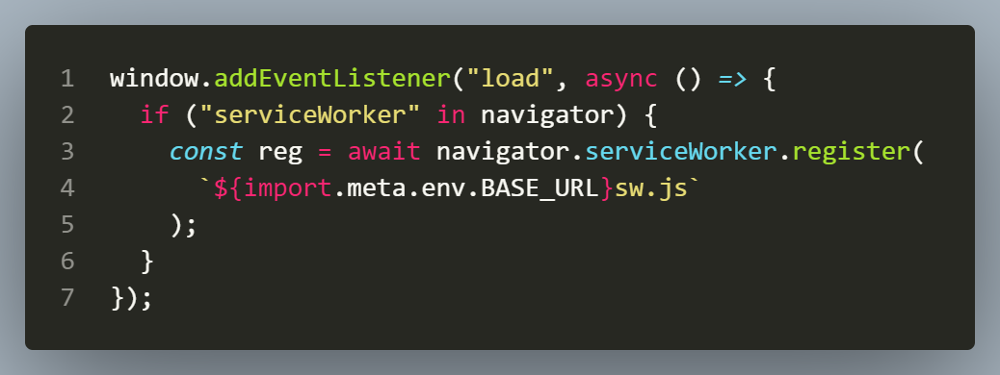 1 window.addEventListener("load", async () => {
2   if ("serviceWorker" in navigator) {
3     const reg = await navigator.serviceWorker.register(
4       `${import.meta.env.BASE_URL}sw.js`
5     );
6   }
7 });